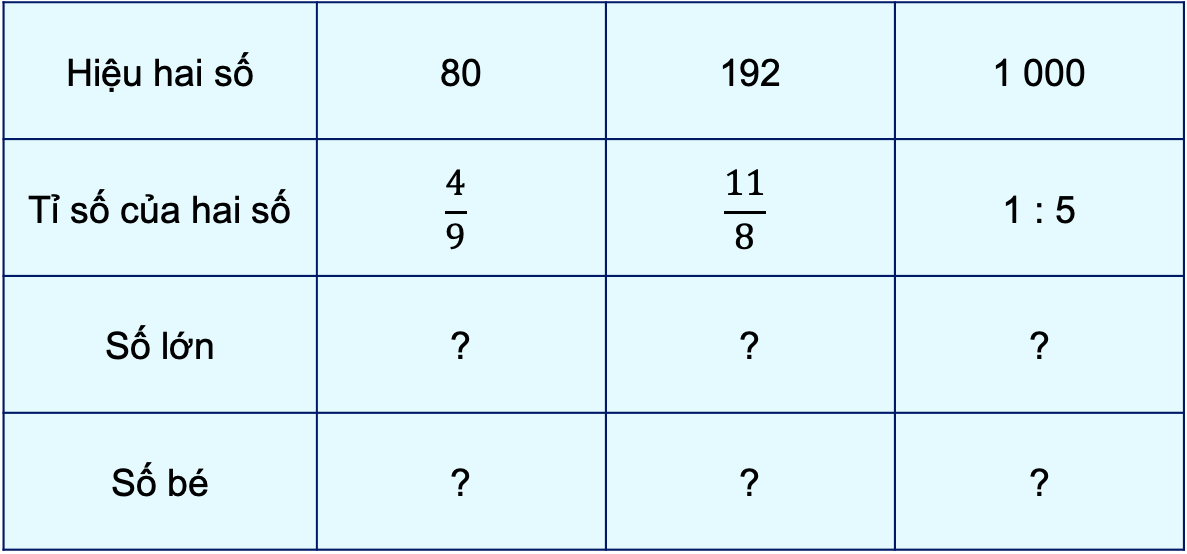 Hiệu hai số 80 192 1 000
Tỉ số của hai số 4/9 11/8 1 : 5
Số lớn ? ? ?
Số bé ? ? ?